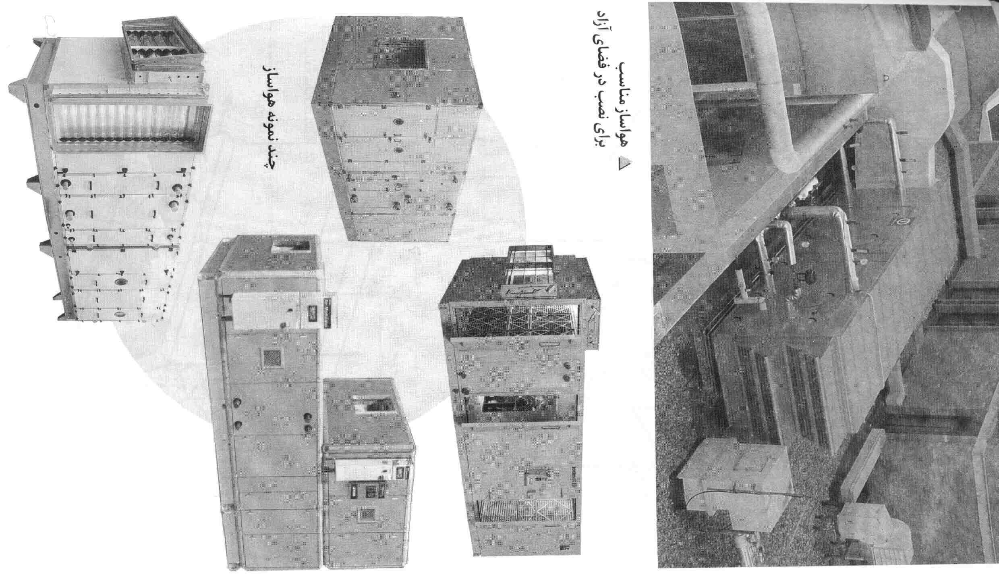 هواساز مناسب
برای نصب در فضای آزاد
چند نمونه هواساز